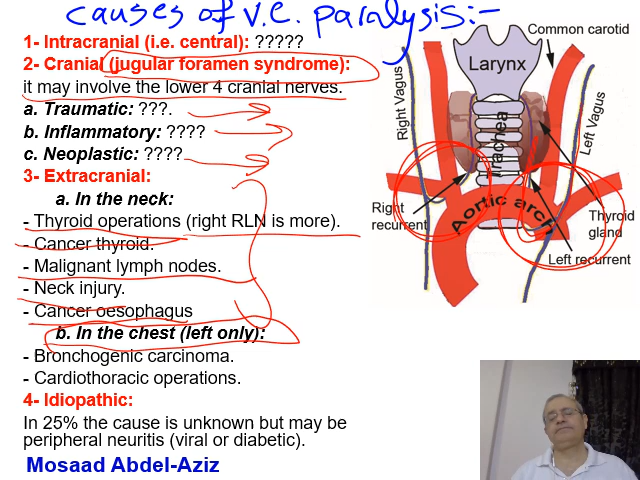 causes of v.c. paralysis:-
1- Intracranial (i.e. central): ?????
2- Cranial (jugular foramen syndrome):
it may involve the lower 4 cranial nerves.
a. Traumatic: ???.
b. Inflammatory: ????
c. Neoplastic: ????
3- Extracranial:
a. In the neck:
- Thyroid operations (right RLN is more).
- Cancer thyroid.
- Malignant lymph nodes.
- Neck injury.
- Cancer oesophagus
b. In the chest (left only):
- Bronchogenic carcinoma.
- Cardiothoracic operations.
4- Idiopathic:
In 25% the cause is unknown but may be
peripheral neuritis (viral or diabetic).
Mosaad Abdel-Aziz
Common carotid
Larynx
Right Vagus
Left Vagus
Trachea
Right
recurrent
Aortic arch
Thyroid
gland
Left recurrent